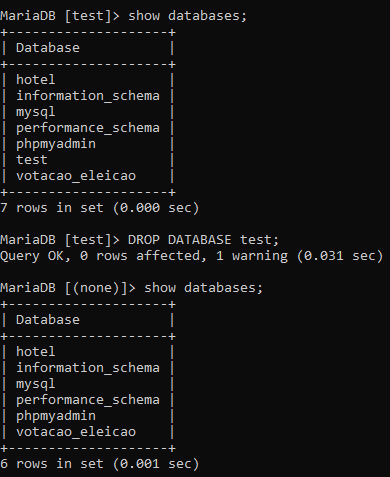 MariaDB [test]> show databases;
+--------------------+
| Database           |
+--------------------+
| hotel              |
| information_schema |
| mysql              |
| performance_schema |
| phpmyadmin         |
| test               |
| votacao_eleicao    |
+--------------------+
7 rows in set (0.000 sec)

MariaDB [test]> DROP DATABASE test;
Query OK, 0 rows affected, 1 warning (0.031 sec)

MariaDB [(none)]> show databases;
+--------------------+
| Database           |
+--------------------+
| hotel              |
| information_schema |
| mysql              |
| performance_schema |
| phpmyadmin         |
| votacao_eleicao    |
+--------------------+
6 rows in set (0.001 sec)